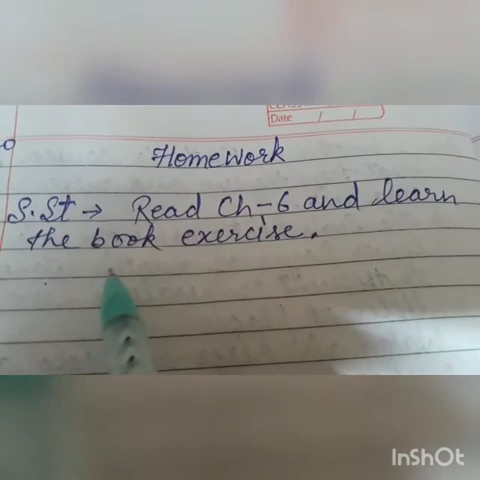 Date / /
Homework
S.St → Read Ch-6 and learn
the book exercise.
InShOt